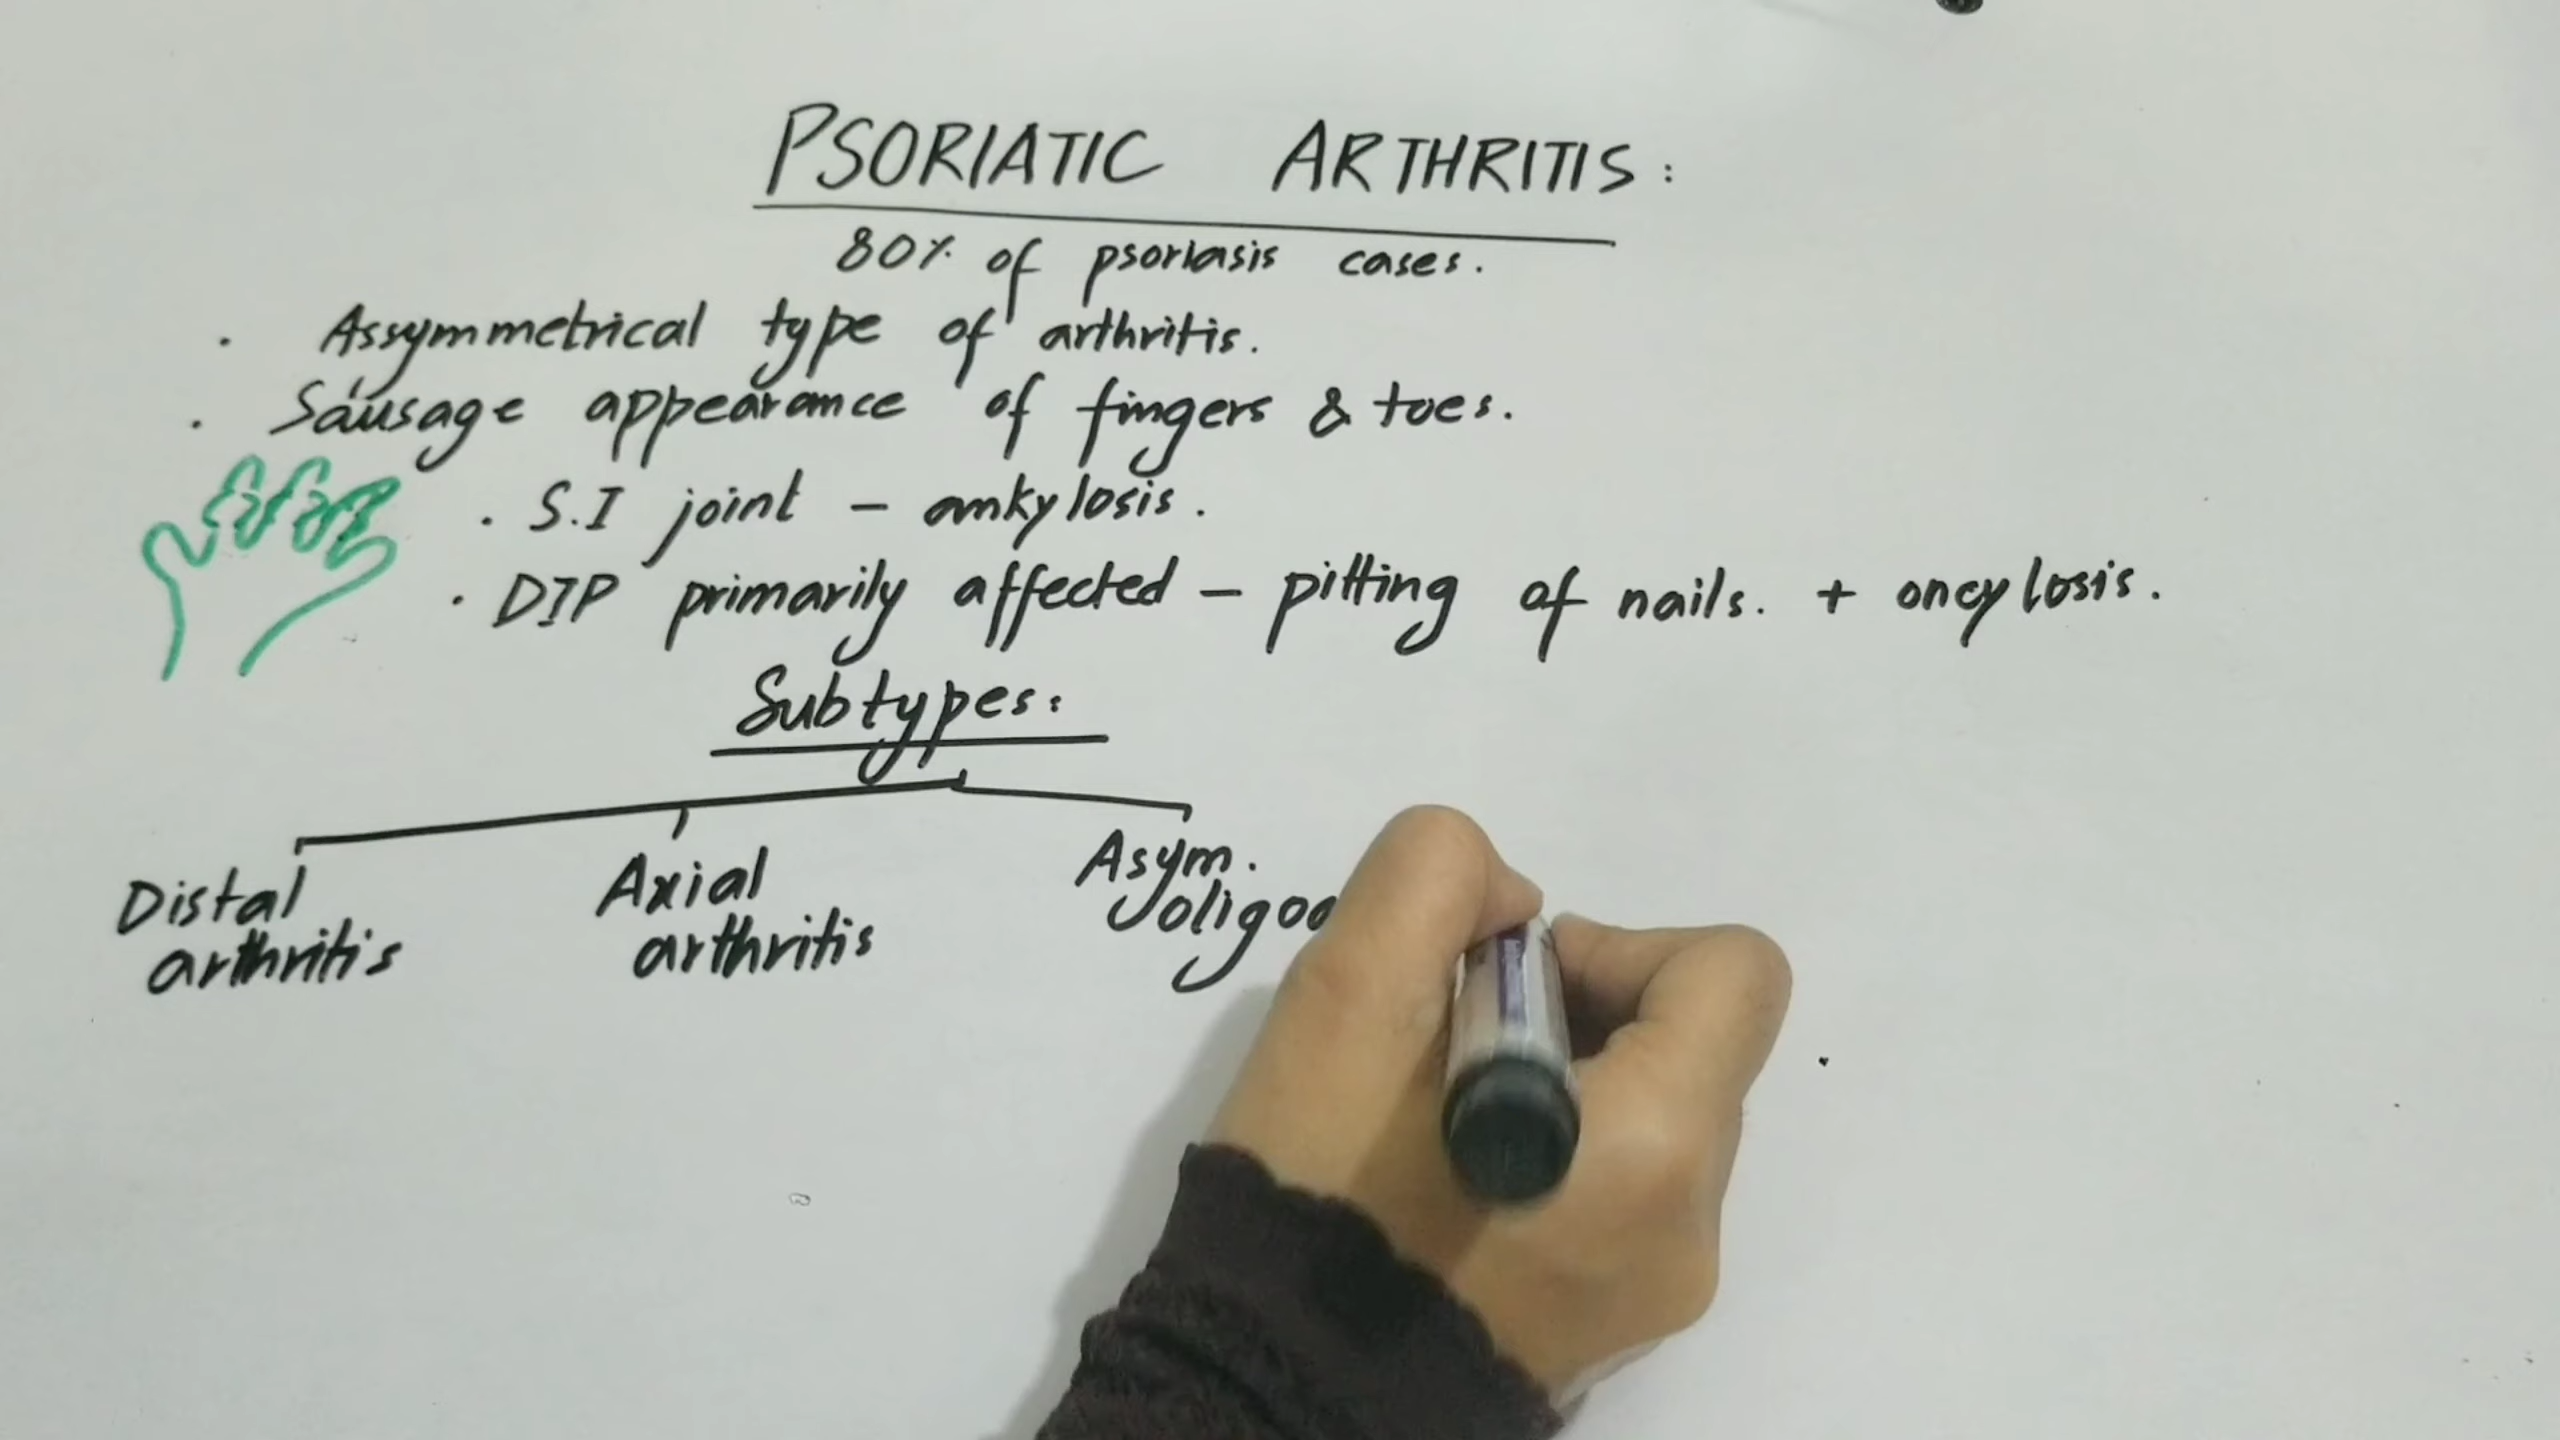 PSORIATIC ARTHRITIS:
80% of psoriasis cases.
. Assymmetrical type of arthritis.
. Sausage appearance of fingers & toes.
. S.I joint - ankylosis.
. DIP primarily affected - pitting of nails. + oncylosis.
Subtypes:
Distal
arthritis
Axial
arthritis
Asym.